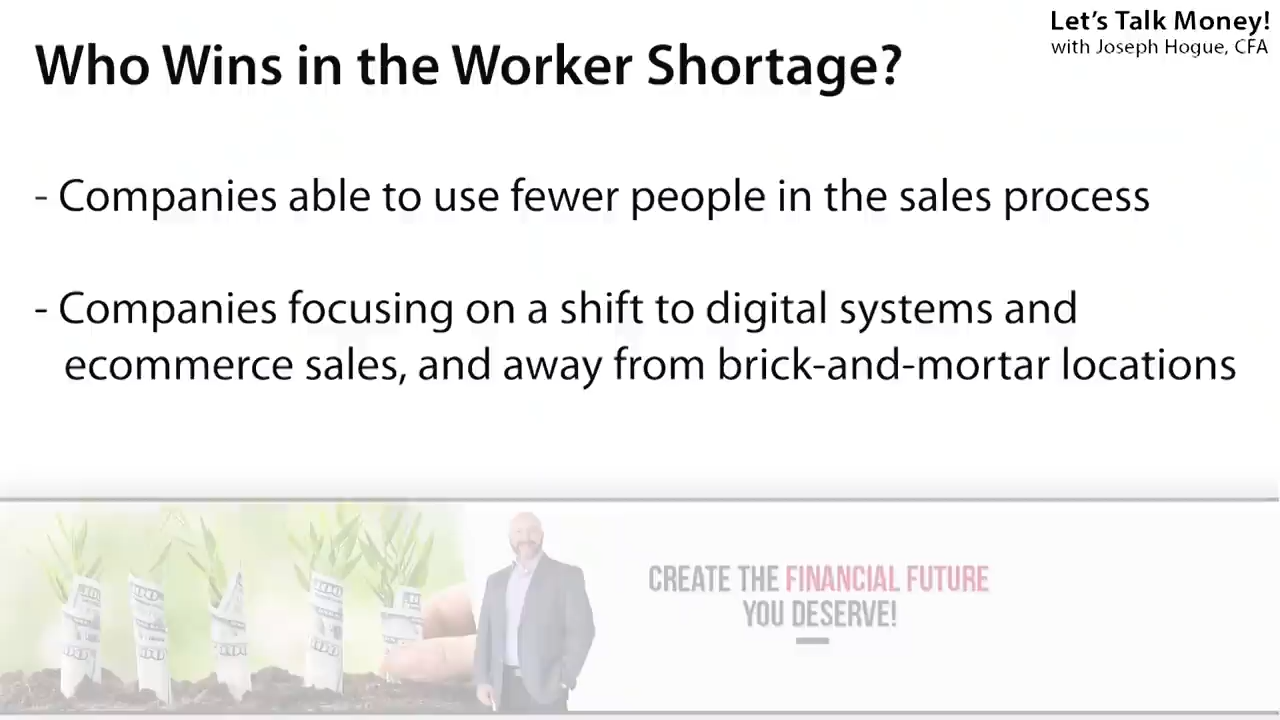 Let's Talk Money!
with Joseph Hogue, CFA
Who Wins in the Worker Shortage?
- Companies able to use fewer people in the sales process
- Companies focusing on a shift to digital systems and
ecommerce sales, and away from brick-and-mortar locations
CREATE THE FINANCIAL FUTURE
YOU DESERVE!